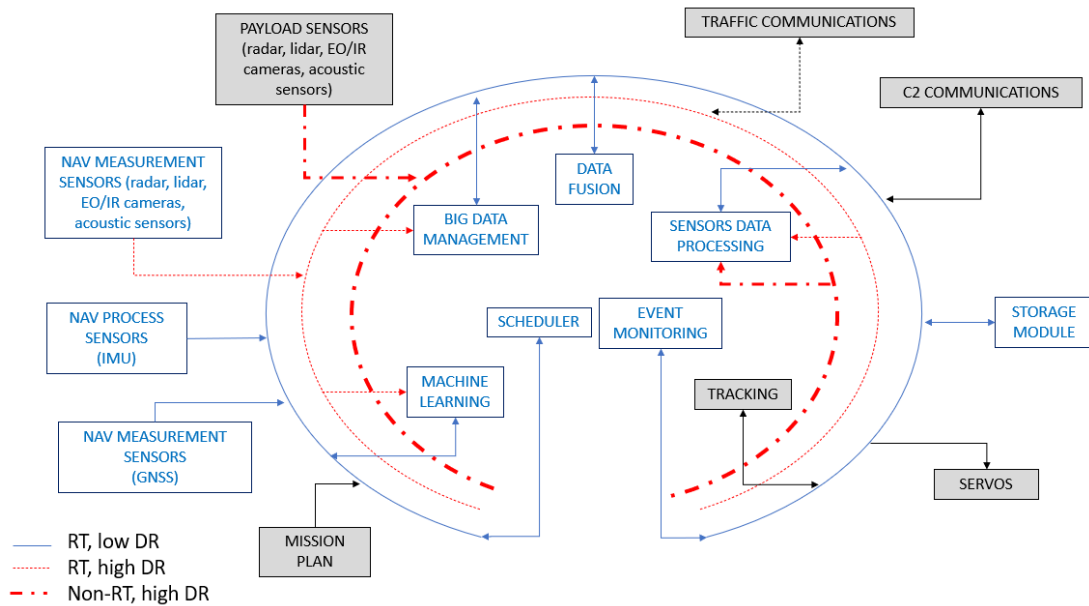 PAYLOAD SENSORS
(radar, lidar, EO/IR
cameras, acoustic
sensors)
TRAFFIC COMMUNICATIONS
C2 COMMUNICATIONS
NAV MEASUREMENT
SENSORS (radar, lidar,
EO/IR cameras,
acoustic sensors)
DATA
FUSION
BIG DATA
MANAGEMENT
SENSORS DATA
PROCESSING
NAV PROCESS
SENSORS
(IMU)
SCHEDULER
EVENT
MONITORING
STORAGE
MODULE
MACHINE
LEARNING
TRACKING
NAV MEASUREMENT
SENSORS
(GNSS)
SERVOS
MISSION
PLAN
RT, low DR
RT, high DR
Non-RT, high DR